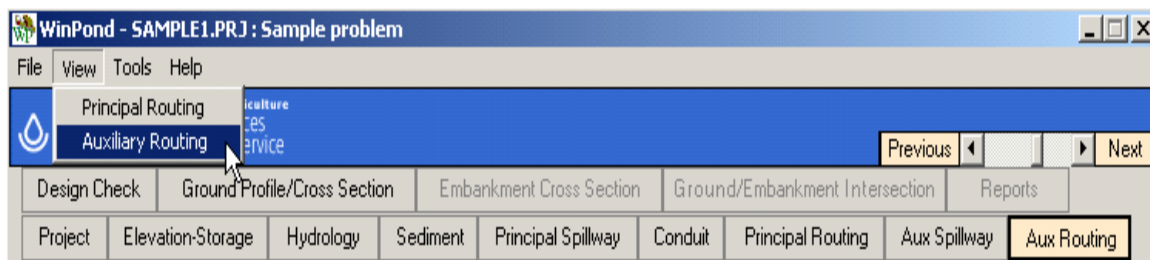 WinPond - SAMPLE1.PRJ : Sample problem
File View Tools Help
Principal Routing
Auxiliary Routing
Previous Next
Design Check Ground Profile/Cross Section Embankment Cross Section Ground/Embankment Intersection Reports
Project Elevation-Storage Hydrology Sediment Principal Spillway Conduit Principal Routing Aux Spillway Aux Routing